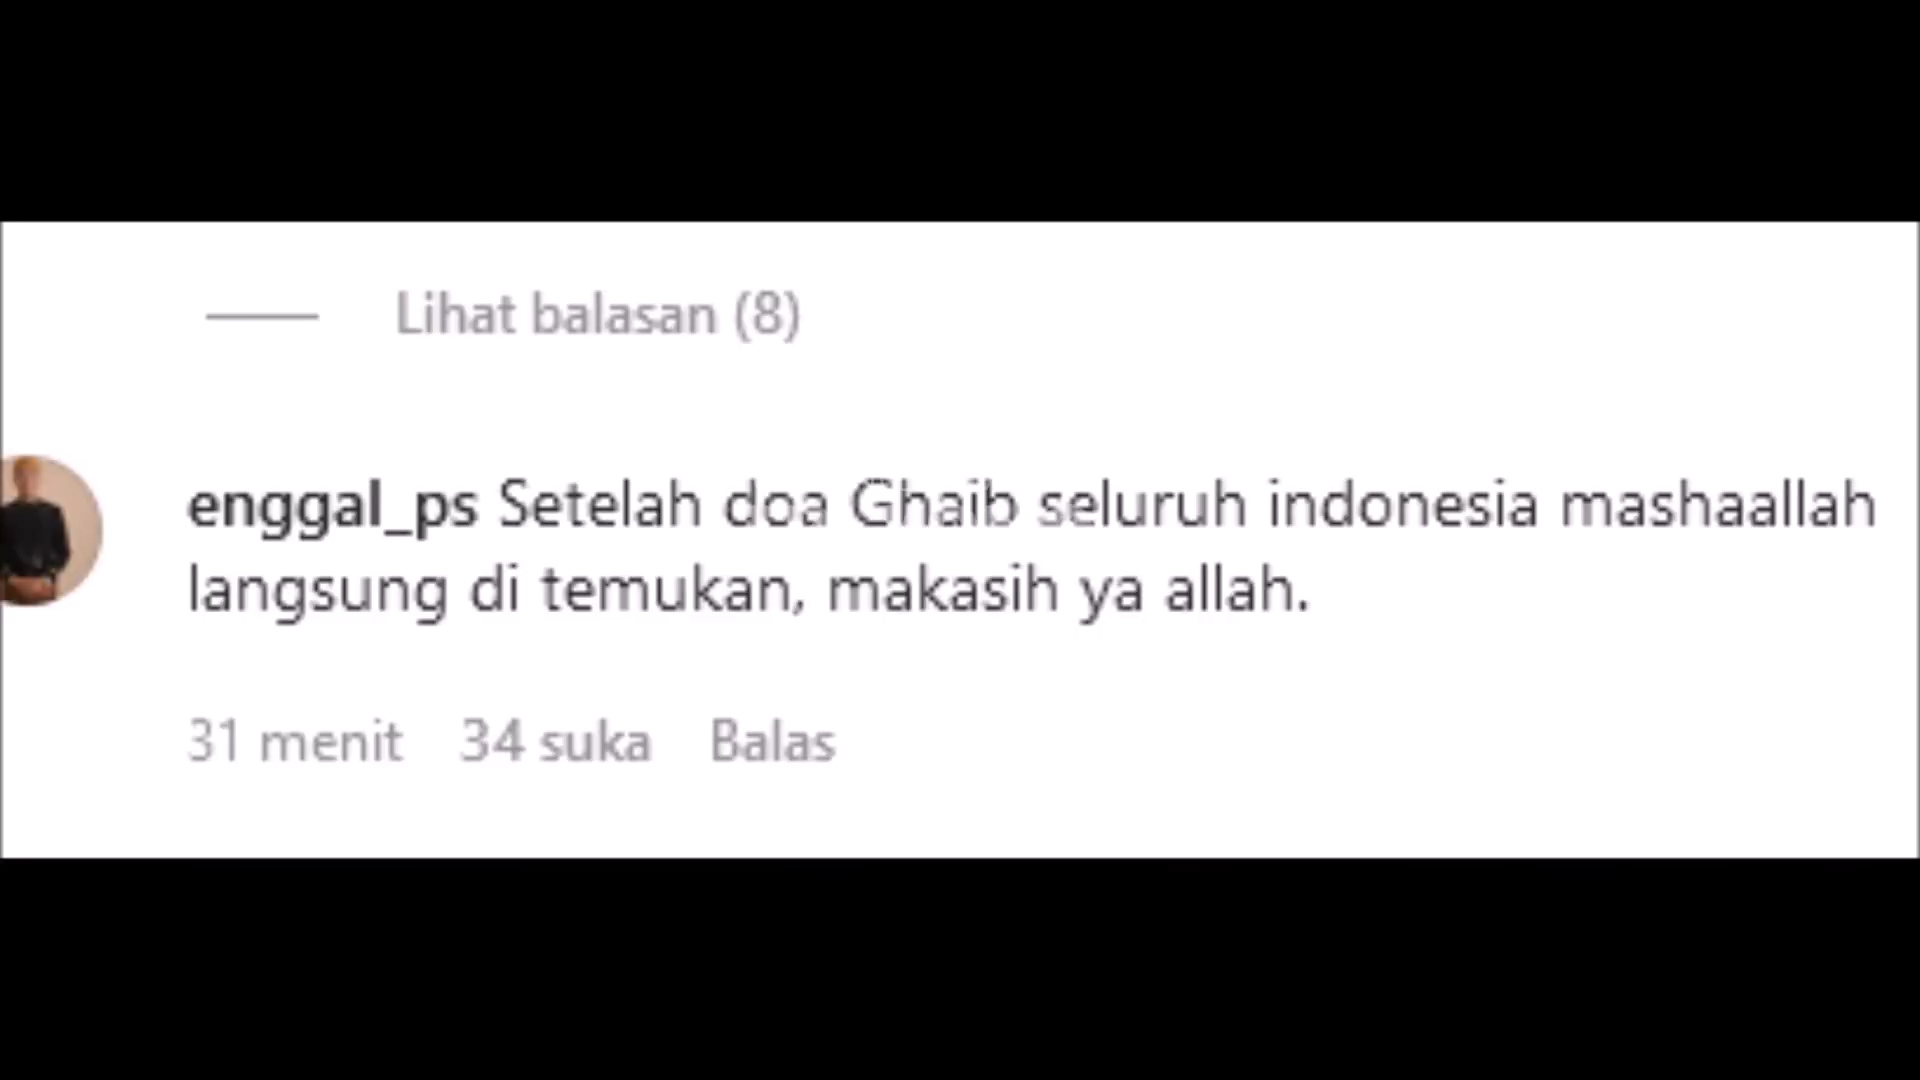 Lihat balasan (8)
enggal_ps Setelah doa Ghaib seluruh indonesia mashaallah
langsung di temukan, makasih ya allah.
31 menit 34 suka Balas